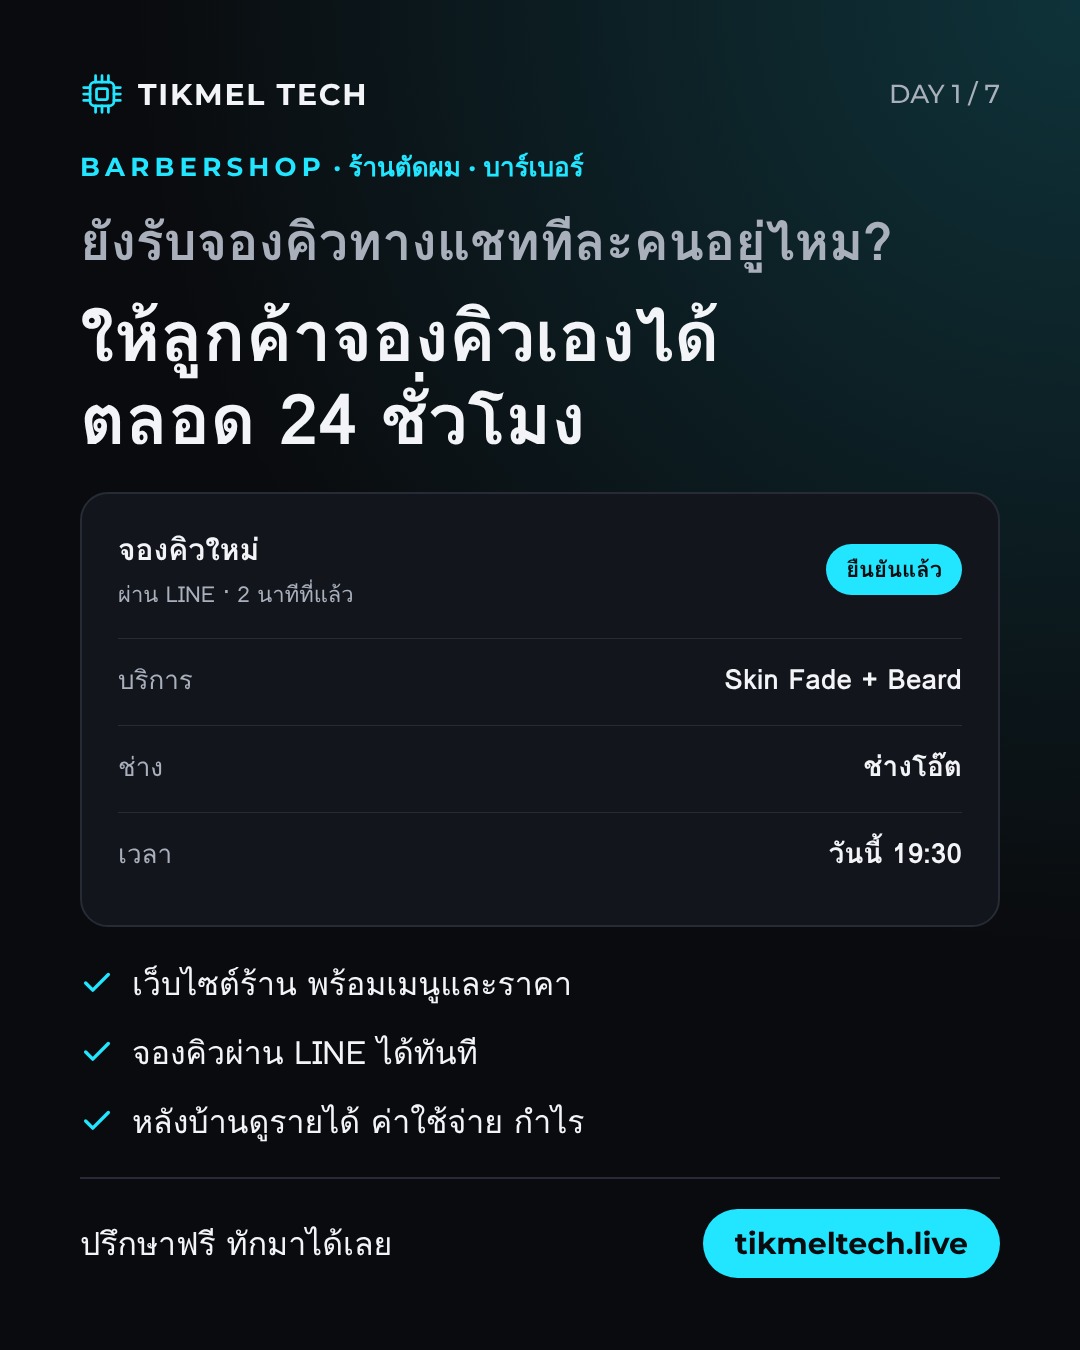 TIKMEL TECH
DAY 1 / 7
BARBERSHOP · ร้านตัดผม · บาร์เบอร์
ยังรับจองคิวทางแชททีละคนอยู่ไหม?
ให้ลูกค้าจองคิวเองได้
ตลอด 24 ชั่วโมง
จองคิวใหม่
ผ่าน LINE · 2 นาทีที่แล้ว
ยืนยันแล้ว
บริการ
Skin Fade + Beard
ช่าง
ช่างโอ๊ต
เวลา
วันนี้ 19:30
เว็บไซต์ร้าน พร้อมเมนูและราคา
จองคิวผ่าน LINE ได้ทันที
หลังบ้านดูรายได้ ค่าใช้จ่าย กำไร
ปรึกษาฟรี ทักมาได้เลย
tikmeltech.live